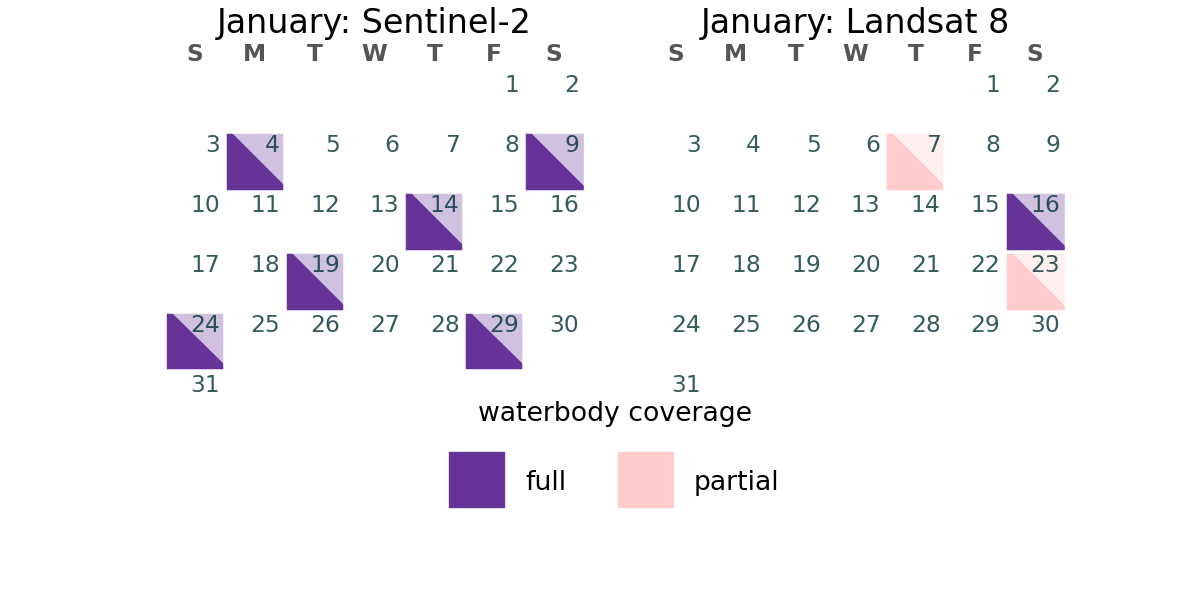 January: Sentinel-2
S M T W T F S
1 2
3 4 5 6 7 8 9
10 11 12 13 14 15 16
17 18 19 20 21 22 23
24 25 26 27 28 29 30
31
January: Landsat 8
S M T W T F S
1 2
3 4 5 6 7 8 9
10 11 12 13 14 15 16
17 18 19 20 21 22 23
24 25 26 27 28 29 30
31
waterbody coverage
full partial